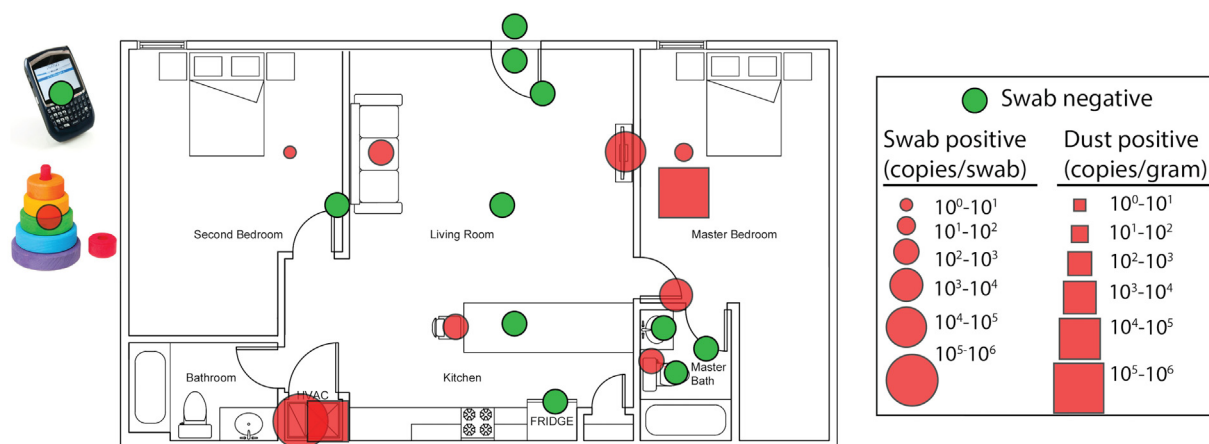 Second Bedroom
Living Room
Master Bedroom
Bathroom
HVAC
Kitchen
FRIDGE
Master
Bath
Swab negative
Swab positive
(copies/swab)
10⁰-10¹
10¹-10²
10²-10³
10³-10⁴
10⁴-10⁵
10⁵-10⁶
Dust positive
(copies/gram)
10⁰-10¹
10¹-10²
10²-10³
10³-10⁴
10⁴-10⁵
10⁵-10⁶